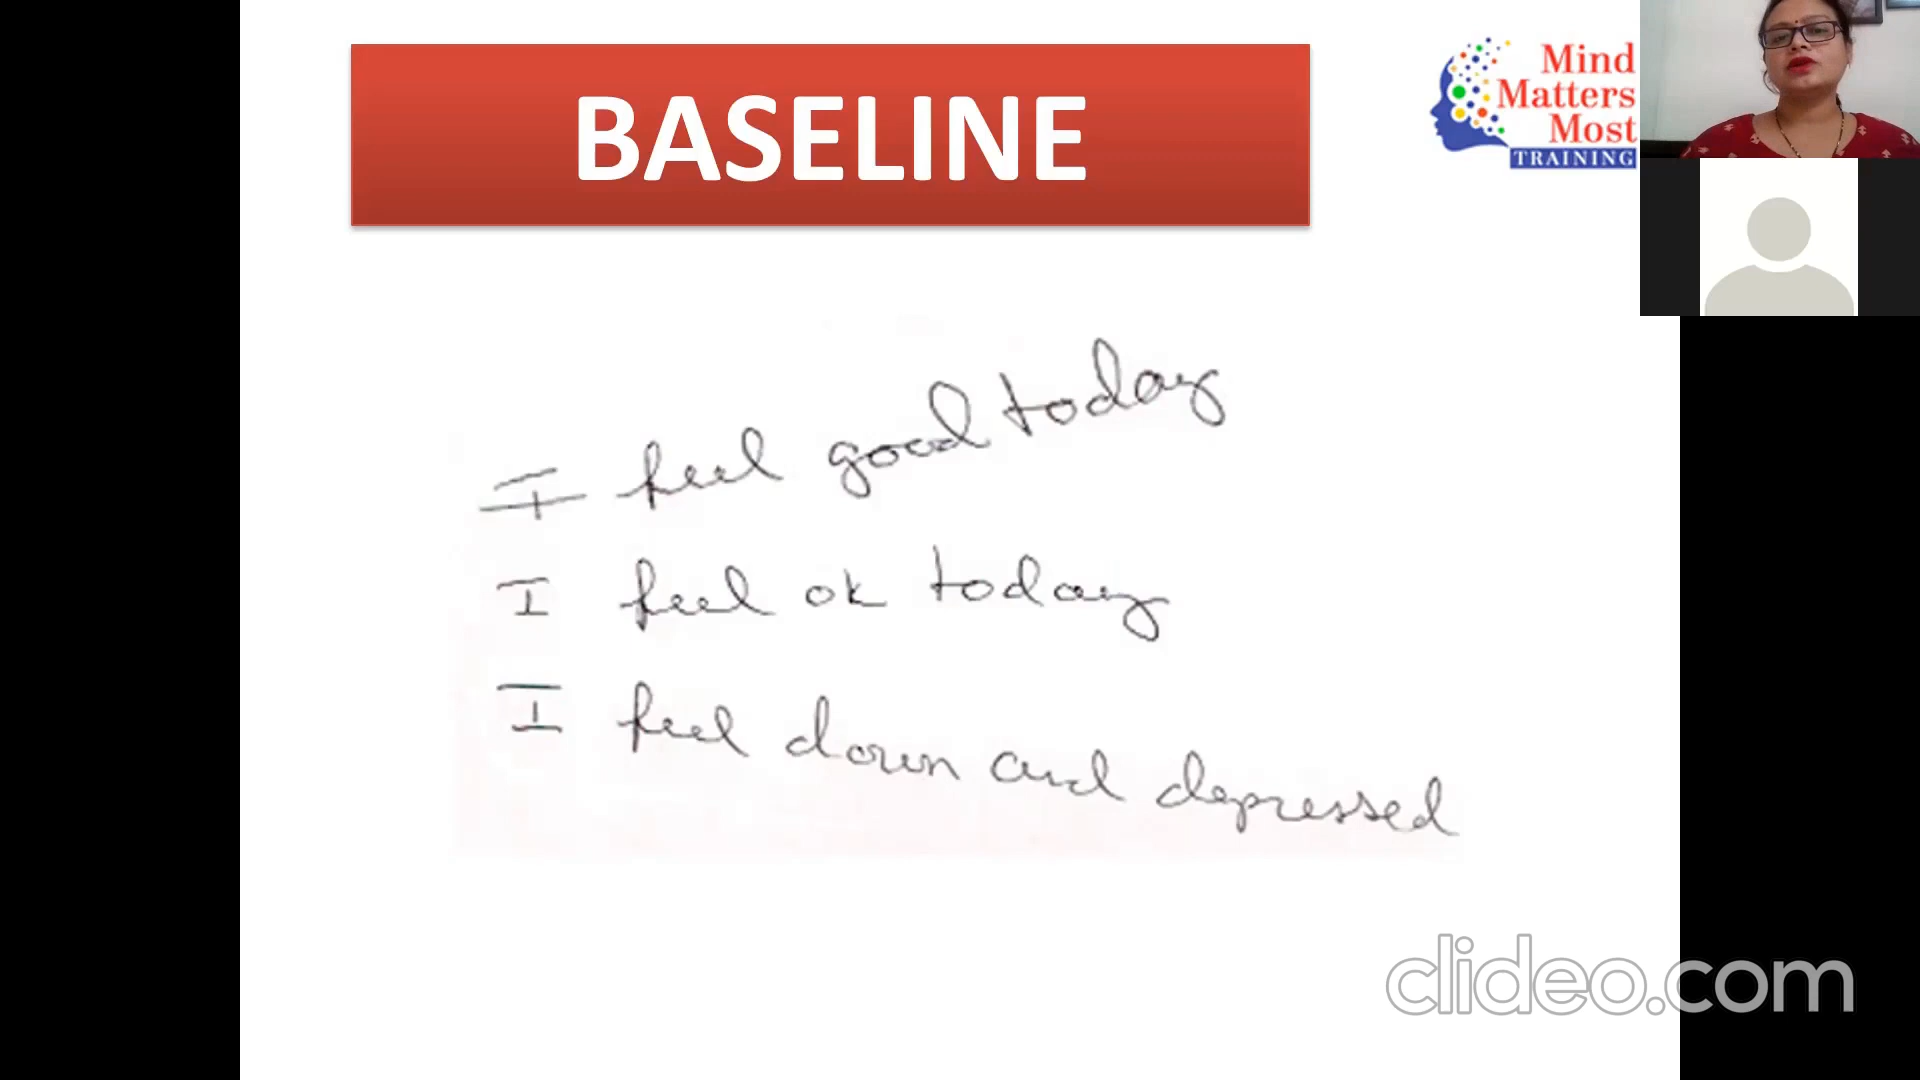 BASELINE
Mind
Matters
Most
TRAINING
I feel good today
I feel ok today
I feel down and depressed
clideo.com